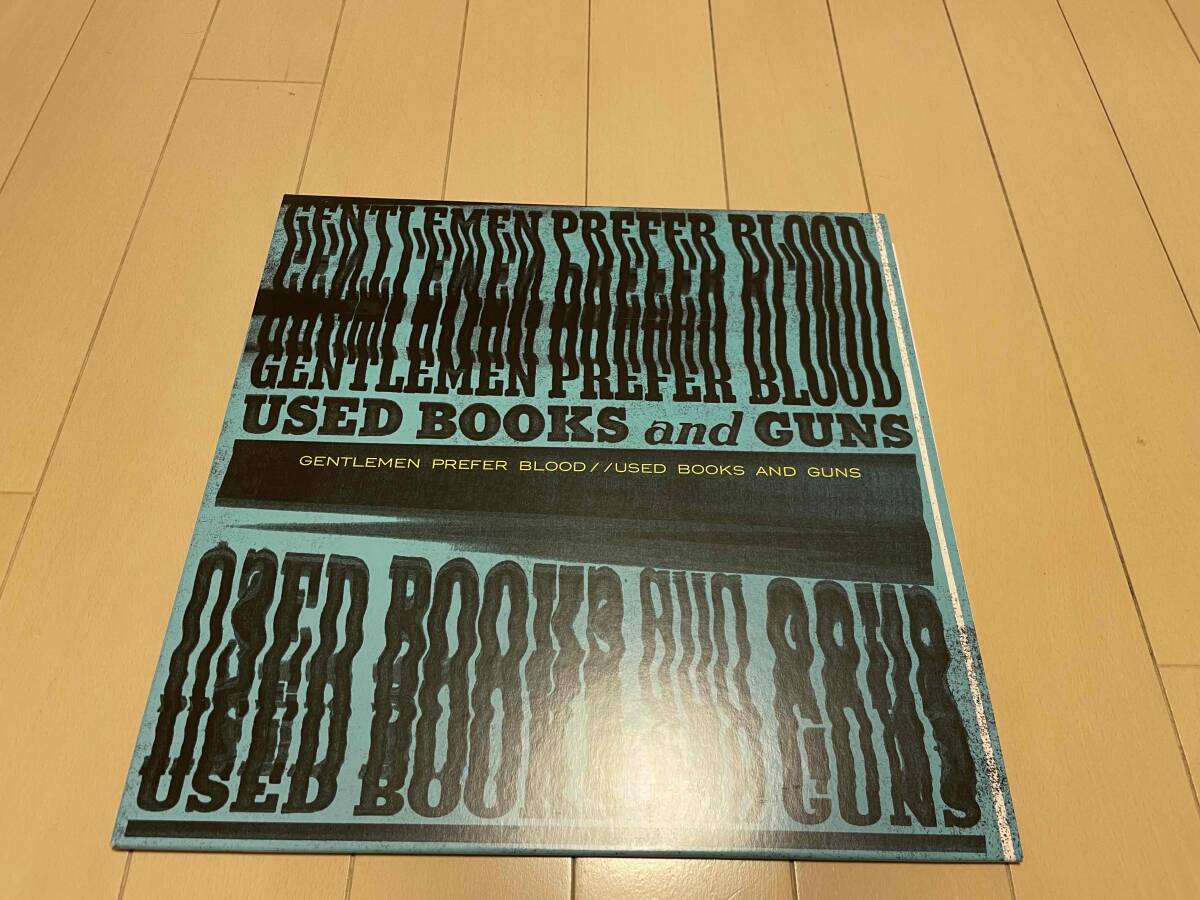 GENTLEMEN PREFER BLOOD
GENTLEMEN PREFER BLOOD
USED BOOKS and GUNS
GENTLEMEN PREFER BLOOD//USED BOOKS AND GUNS
USED BOOKS AND GUNS